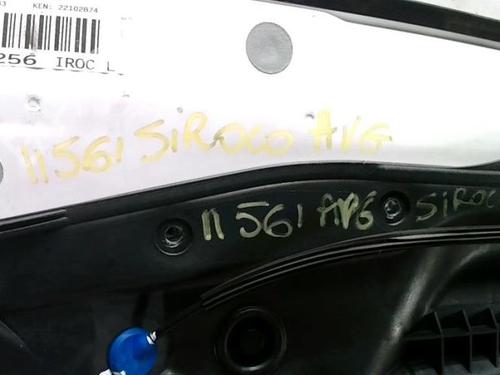 KEN: 22102874
256 IROC L
11561 SiROCO AVG
11561 AVG SiROC